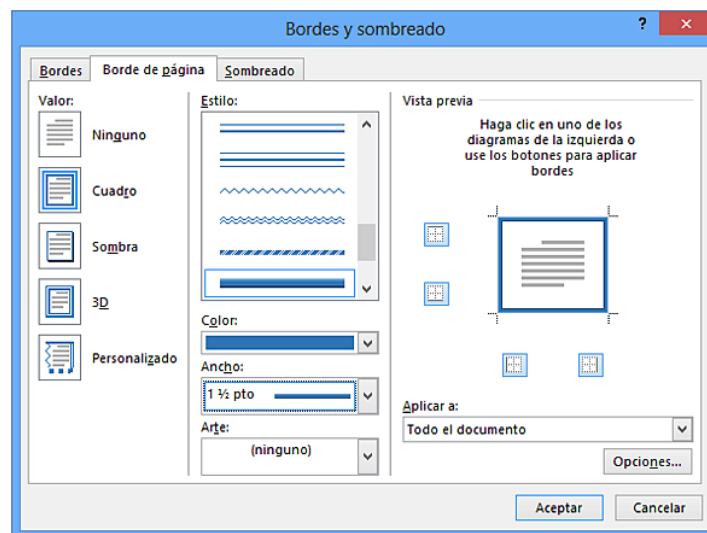 Bordes y sombreado
?
×
Bordes
Borde de página
Sombreado
Valor:
Ninguno
Cuadro
Sombra
3D
Personalizado
Estilo:
Color:
Ancho:
1 ½ pto
Arte:
(ninguno)
Vista previa
Haga clic en uno de los
diagramas de la izquierda o
use los botones para aplicar
bordes
Aplicar a:
Todo el documento
Opciones...
Aceptar
Cancelar